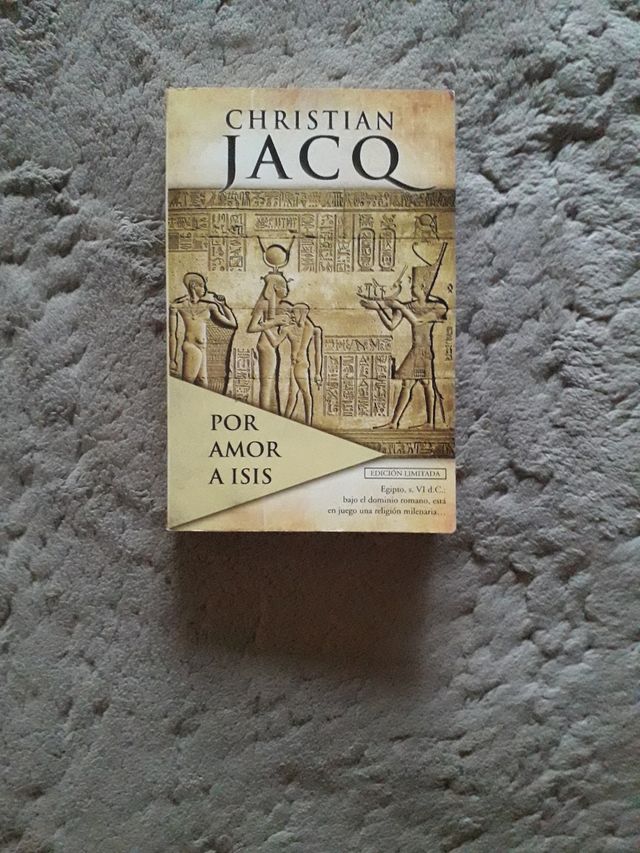 CHRISTIAN
JACQ
POR
AMOR
A ISIS
EDICIÓN LIMITADA
Egipto, s. VI d.C.:
bajo el dominio romano, está
en juego una religión milenaria…